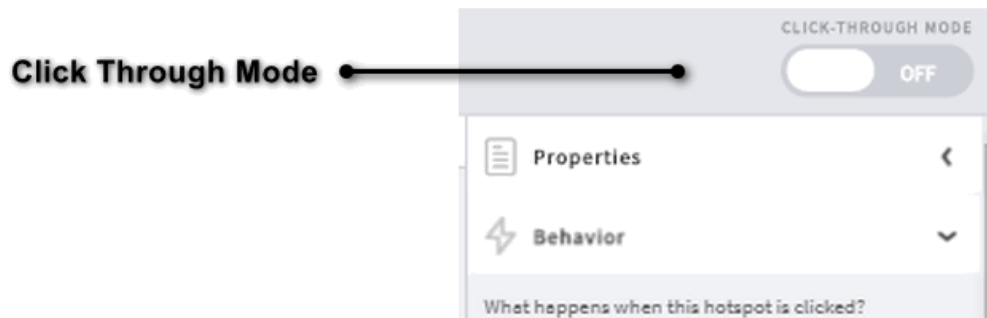 CLICK-THROUGH MODE
Click Through Mode
OFF
Properties
Behavior
What happens when this hotspot is clicked?